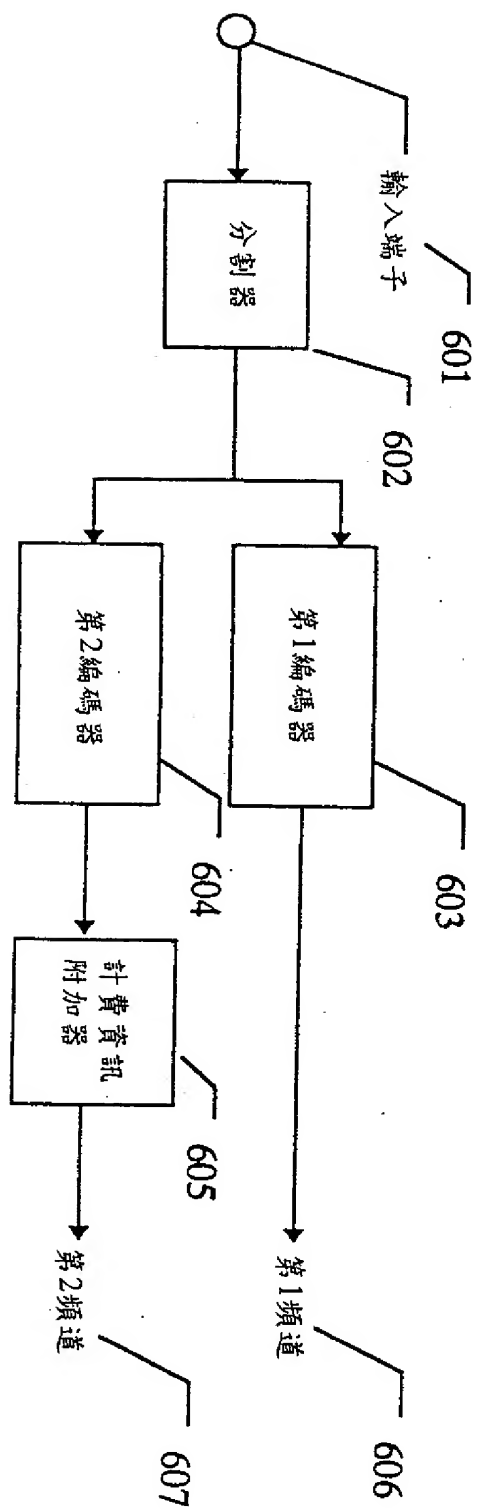 輸入端子
601
分割器
602
第1編碼器
603
第2編碼器
604
計費資訊
附加器
605
第1頻道
606
第2頻道
607